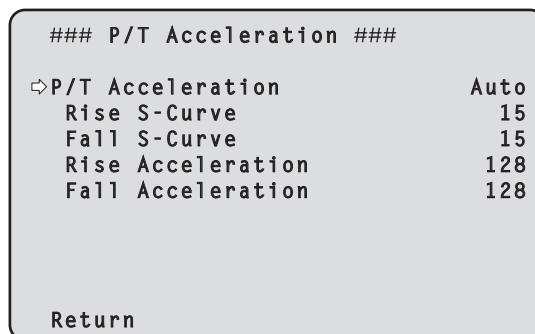 ### P/T Acceleration ###
⇨P/T Acceleration Auto
Rise S-Curve 15
Fall S-Curve 15
Rise Acceleration 128
Fall Acceleration 128
Return